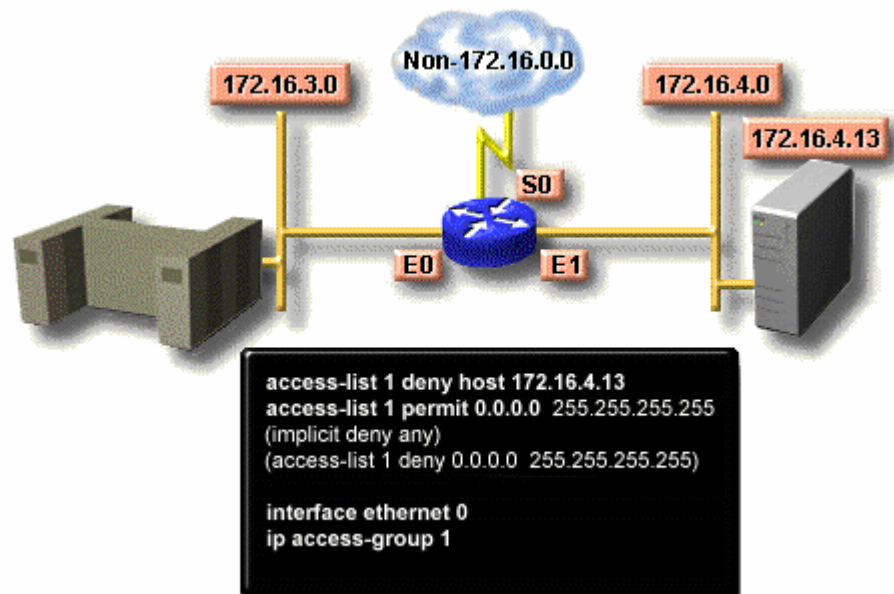 Non-172.16.0.0
172.16.3.0
172.16.4.0
172.16.4.13
S0
E0
E1
access-list 1 deny host 172.16.4.13
access-list 1 permit 0.0.0.0 255.255.255.255
(implicit deny any)
(access-list 1 deny 0.0.0.0 255.255.255.255)
interface ethernet 0
ip access-group 1